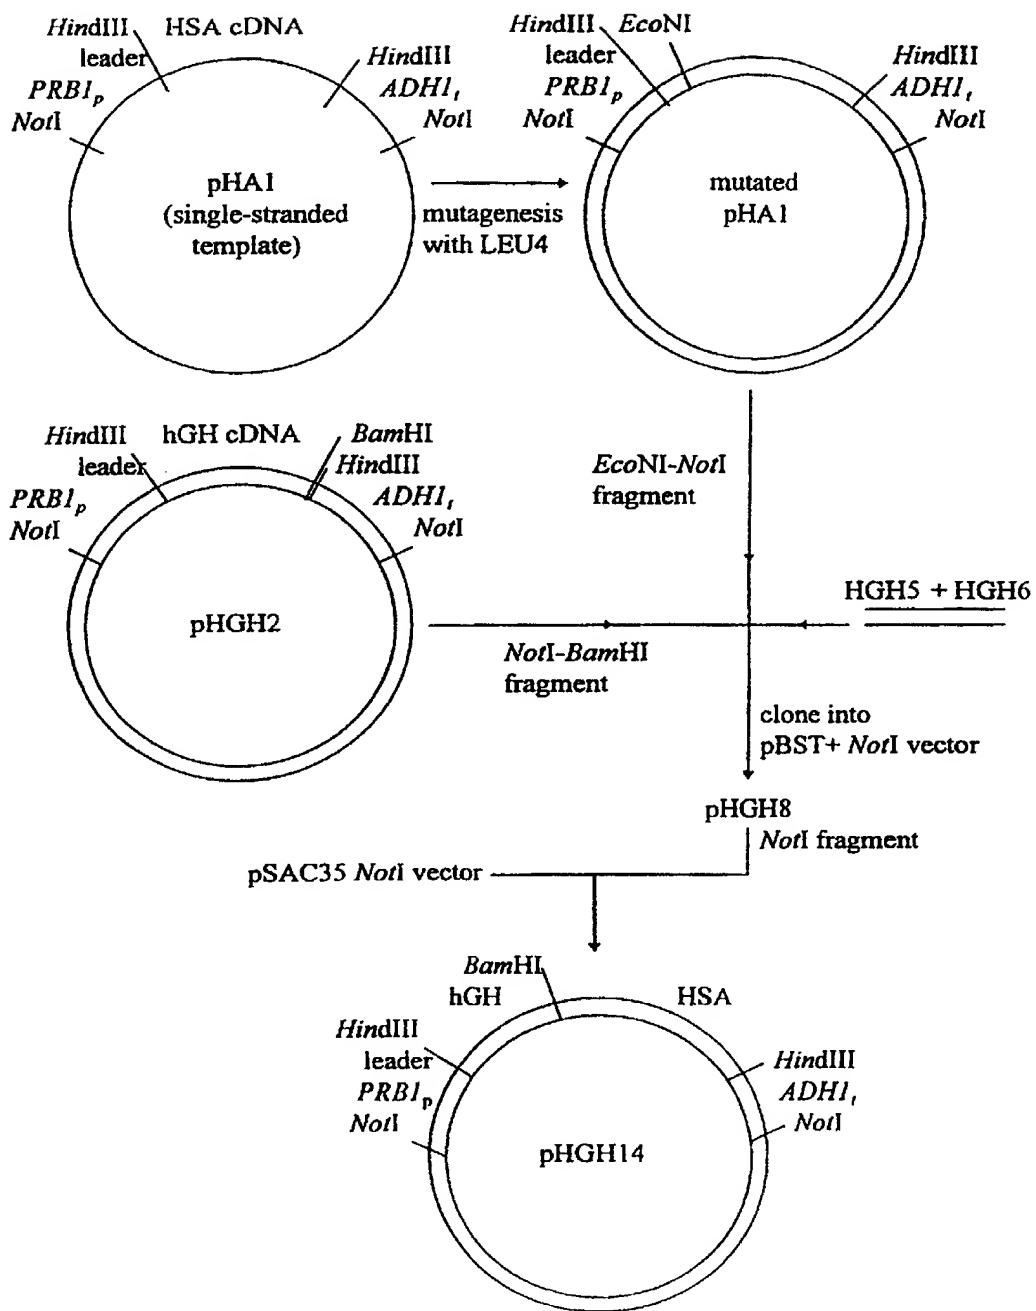 HindIII HSA cDNA
leader
PRB1p
NotI
HindIII
ADH1t
NotI
pHA1
(single-stranded
template)
mutagenesis
with LEU4
HindIII EcoNI
leader
PRB1p
NotI
HindIII
ADH1t
NotI
mutated
pHA1
HindIII hGH cDNA BamHI
leader
PRB1p
NotI
HindIII
ADH1t
NotI
pHGH2
EcoNI-NotI
fragment
HGH5 + HGH6
NotI-BamHI
fragment
clone into
pBST+ NotI vector
pHGH8
NotI fragment
pSAC35 NotI vector
BamHI
hGH HSA
HindIII
leader
PRB1p
NotI
HindIII
ADH1t
NotI
pHGH14